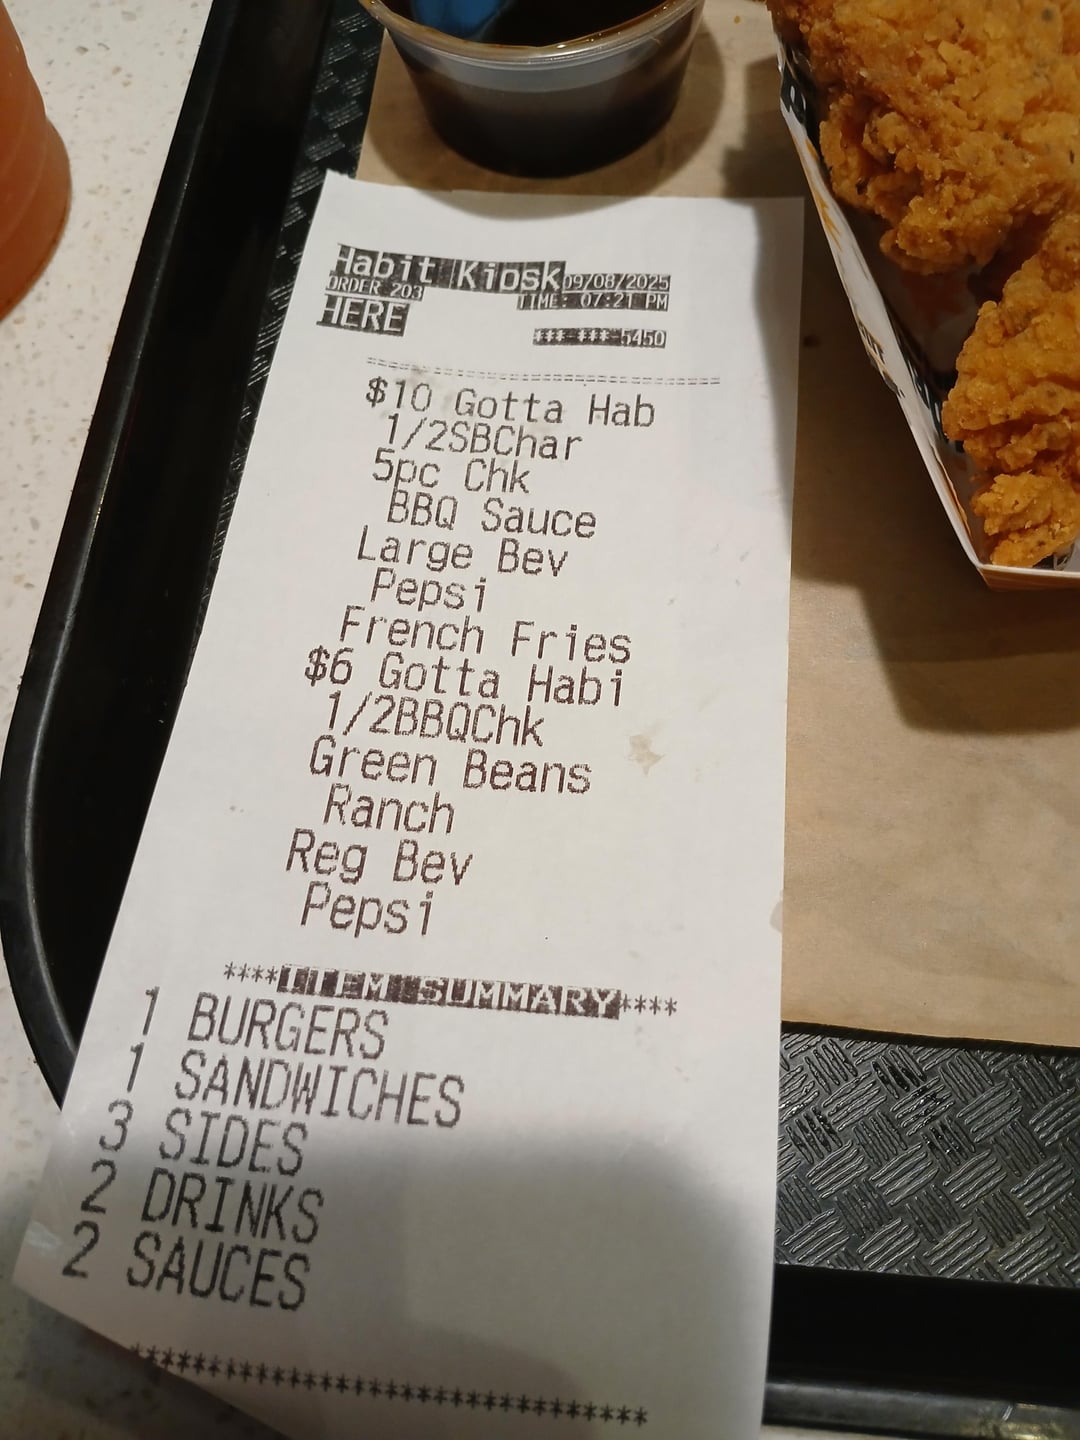 Habit Kiosk 09/08/2025
ORDER 203 TIME: 07:21 PM
HERE
*** *** 5450
================================
$10 Gotta Hab
1/2SBChar
5pc Chk
BBQ Sauce
Large Bev
Pepsi
French Fries
$6 Gotta Habi
1/2BBQChk
Green Beans
Ranch
Reg Bev
Pepsi
****ITEM SUMMARY****
1 BURGERS
1 SANDWICHES
3 SIDES
2 DRINKS
2 SAUCES
********************************